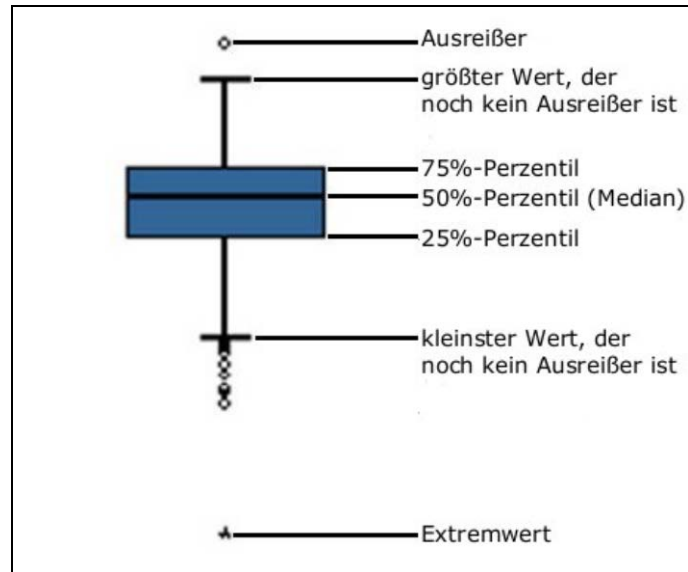 Ausreißer
größter Wert, der
noch kein Ausreißer ist
75%-Perzentil
50%-Perzentil (Median)
25%-Perzentil
kleinster Wert, der
noch kein Ausreißer ist
Extremwert